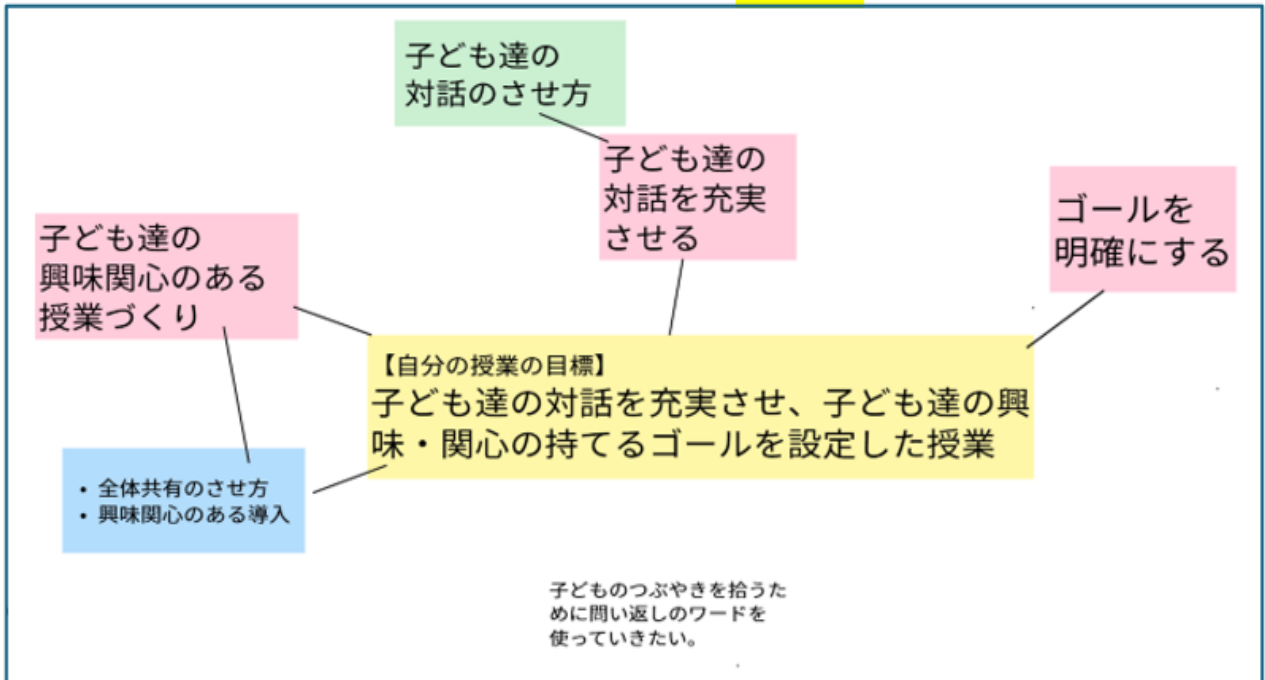 子ども達の
対話のさせ方
子ども達の
対話を充実
させる
ゴールを
明確にする
子ども達の
興味関心のある
授業づくり
【自分の授業の目標】
子ども達の対話を充実させ、子ども達の興
味・関心の持てるゴールを設定した授業
• 全体共有のさせ方
• 興味関心のある導入
子どものつぶやきを拾うた
めに問い返しのワードを
使っていきたい。